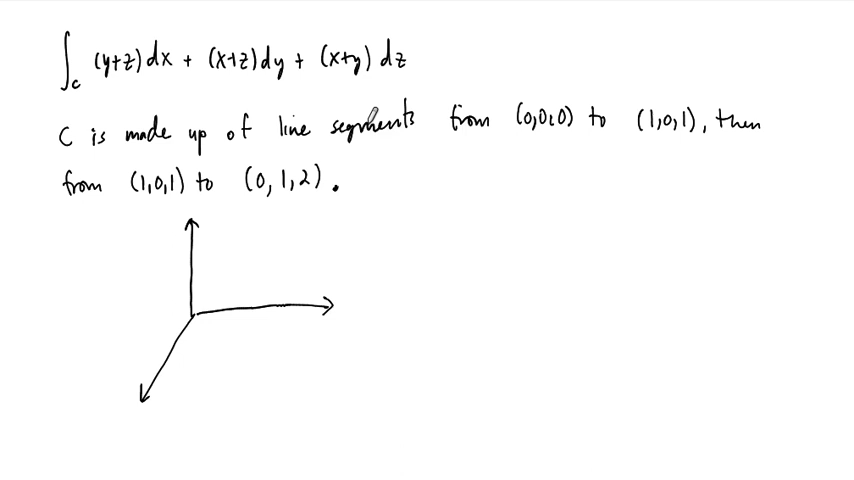 ∫_C (y+z)dx + (x+z)dy + (x+y) dz
C is made up of line segments from (0,0,0) to (1,0,1), then
from (1,0,1) to (0,1,2).